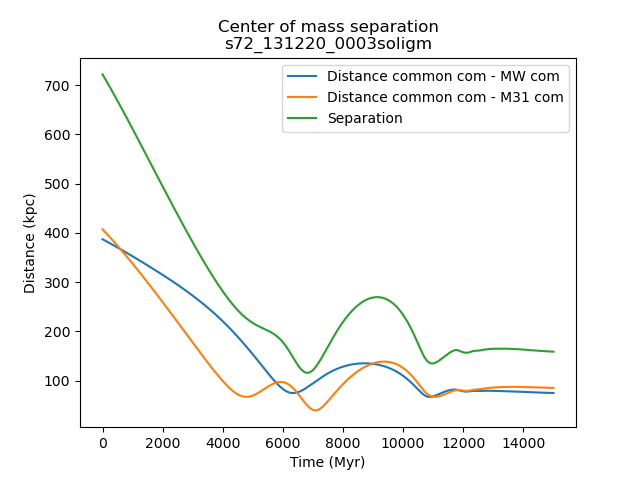 Center of mass separation
s72_131220_0003soligm
Distance common com - MW com
Distance common com - M31 com
Separation
Distance (kpc)
700
600
500
400
300
200
100
0 2000 4000 6000 8000 10000 12000 14000
Time (Myr)